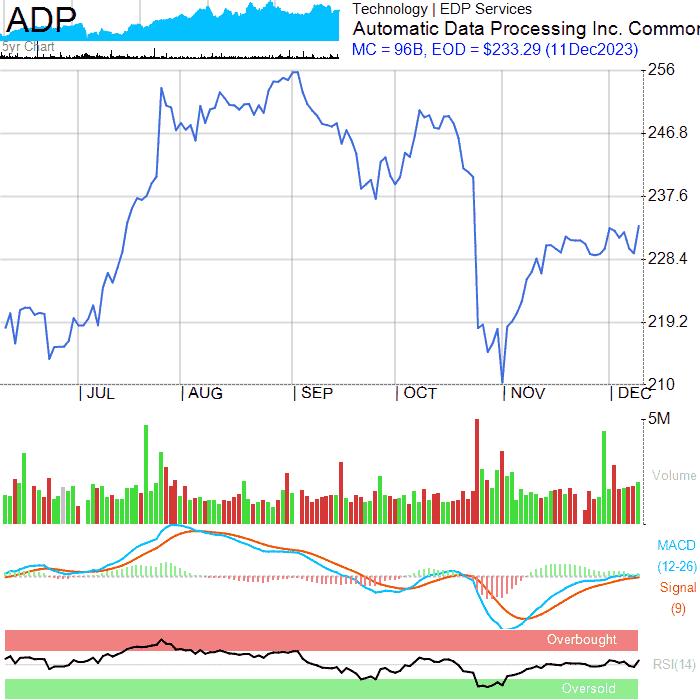 ADP
5yr Chart
Technology | EDP Services
Automatic Data Processing Inc. Common
MC = 96B, EOD = $233.29 (11Dec2023)
256
246.8
237.6
228.4
219.2
210
| JUL | AUG | SEP | OCT | NOV | DEC
5M
Volume
MACD
(12-26)
Signal
(9)
Overbought
RSI(14)
Oversold